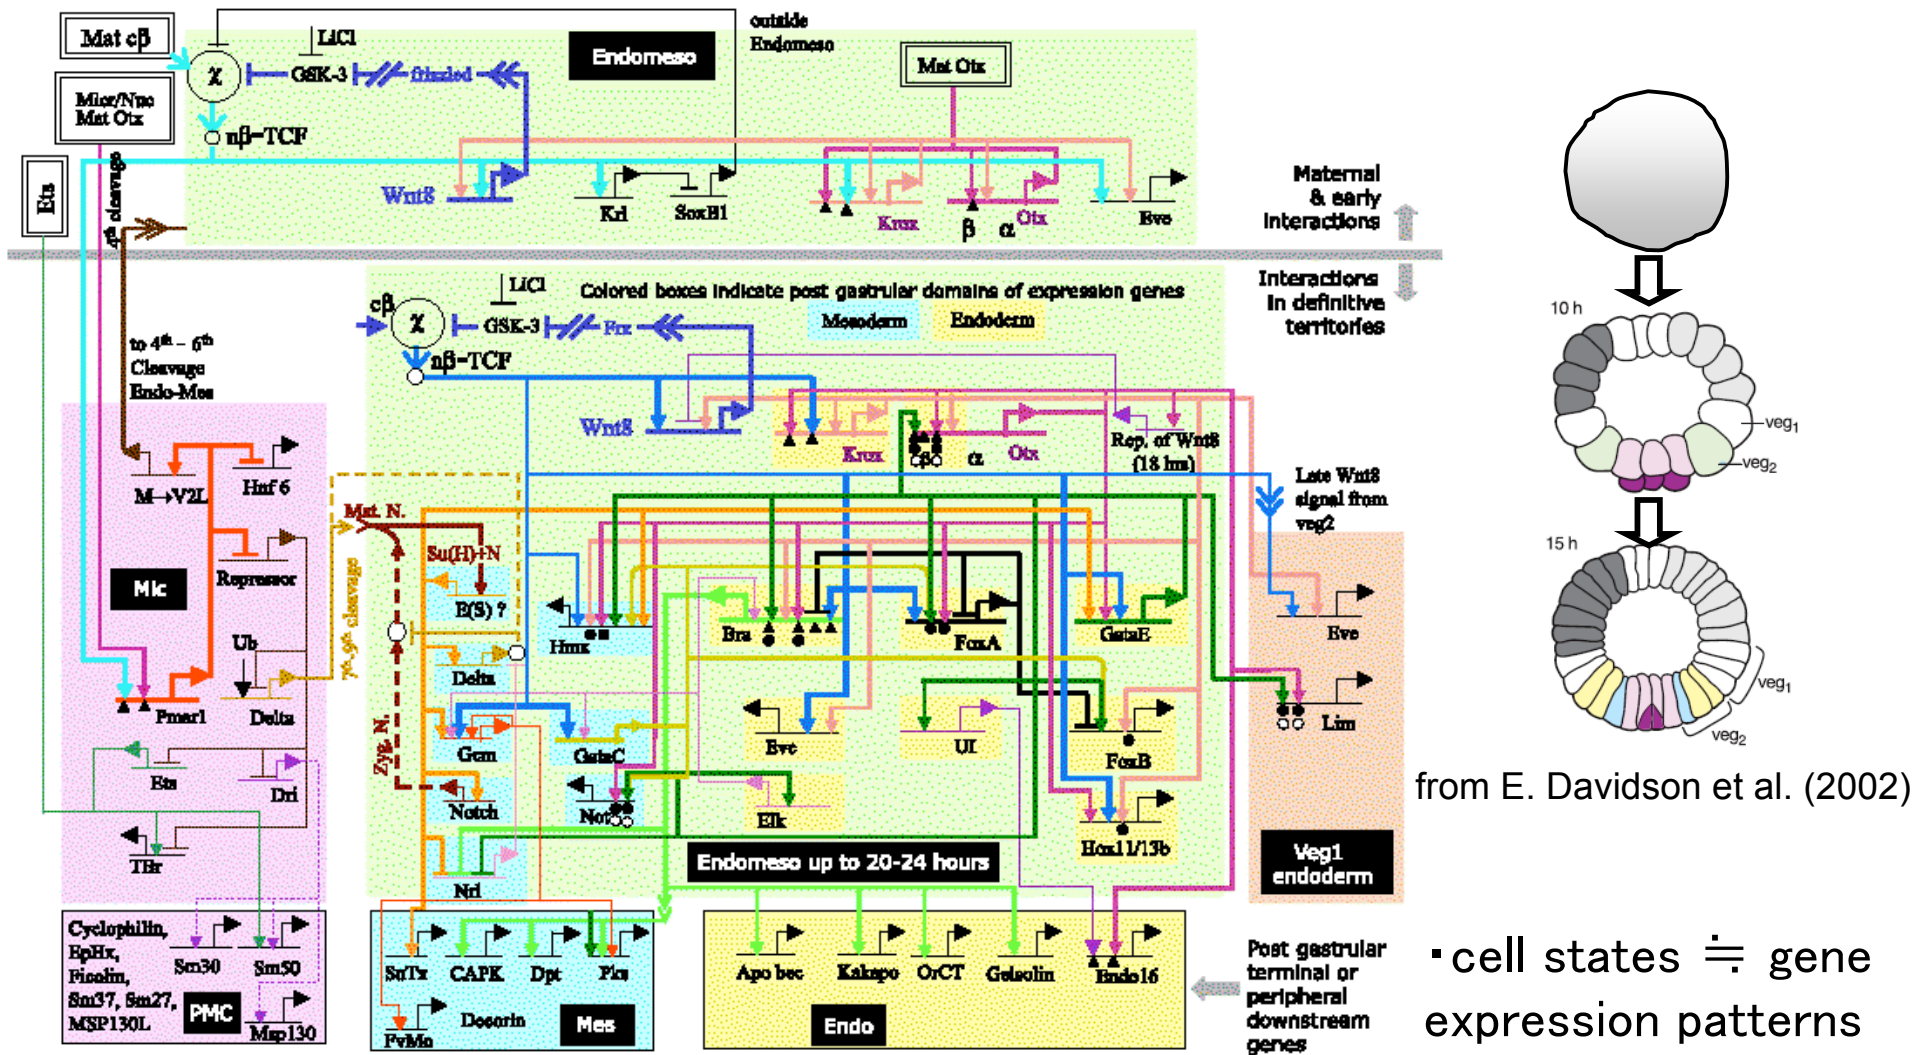 Mat cβ
Micr/Nuc
Mat Otx
Ets
4th cleavage
χ
LiCl
GSK-3
frizzled
nβ-TCF
Endomeso
outside
Endomeso
Mat Otx
Wnt8
Krl
SoxB1
Krox
β
α
Otx
Eve
Maternal
& early
interactions
Interactions
in definitive
territories
cβ
χ
LiCl
GSK-3
Frz
nβ-TCF
Colored boxes indicate post gastrular domains of expression genes
Mesoderm
Endoderm
to 4th – 6th
Cleavage
Endo-Mes
Wnt8
Krox
β
α
Otx
Rep. of Wnt8
(18 hrs)
Late Wnt8
signal from
veg2
M→V2L
Hnf 6
Repressor
Mic
Ub
Pmar1
Delta
Ets
Dri
TBr
7th-9th cleavage
Mat. N.
Su(H)+N
E(S) ?
Zyg. N.
Delta
Gcm
Notch
Nrl
Hmx
GataC
Not
Bra
FoxA
GataE
Eve
UI
FoxB
Elk
Hox11/13b
Eve
Lim
Veg1
endoderm
Endomeso up to 20-24 hours
Cyclophilin,
EpHx,
Ficolin,
Sm37, Sm27,
MSP130L
PMC
Sm30
Sm50
Msp130
SuTx
CAPK
Dpt
Pks
FvMo
Decorin
Mes
Apo bec
Kakapo
OrCT
Gelsolin
Endo16
Endo
Post gastrular
terminal or
peripheral
downstream
genes
10 h
veg1
veg2
15 h
veg1
veg2
from E. Davidson et al. (2002)
・cell states ≒ gene
expression patterns